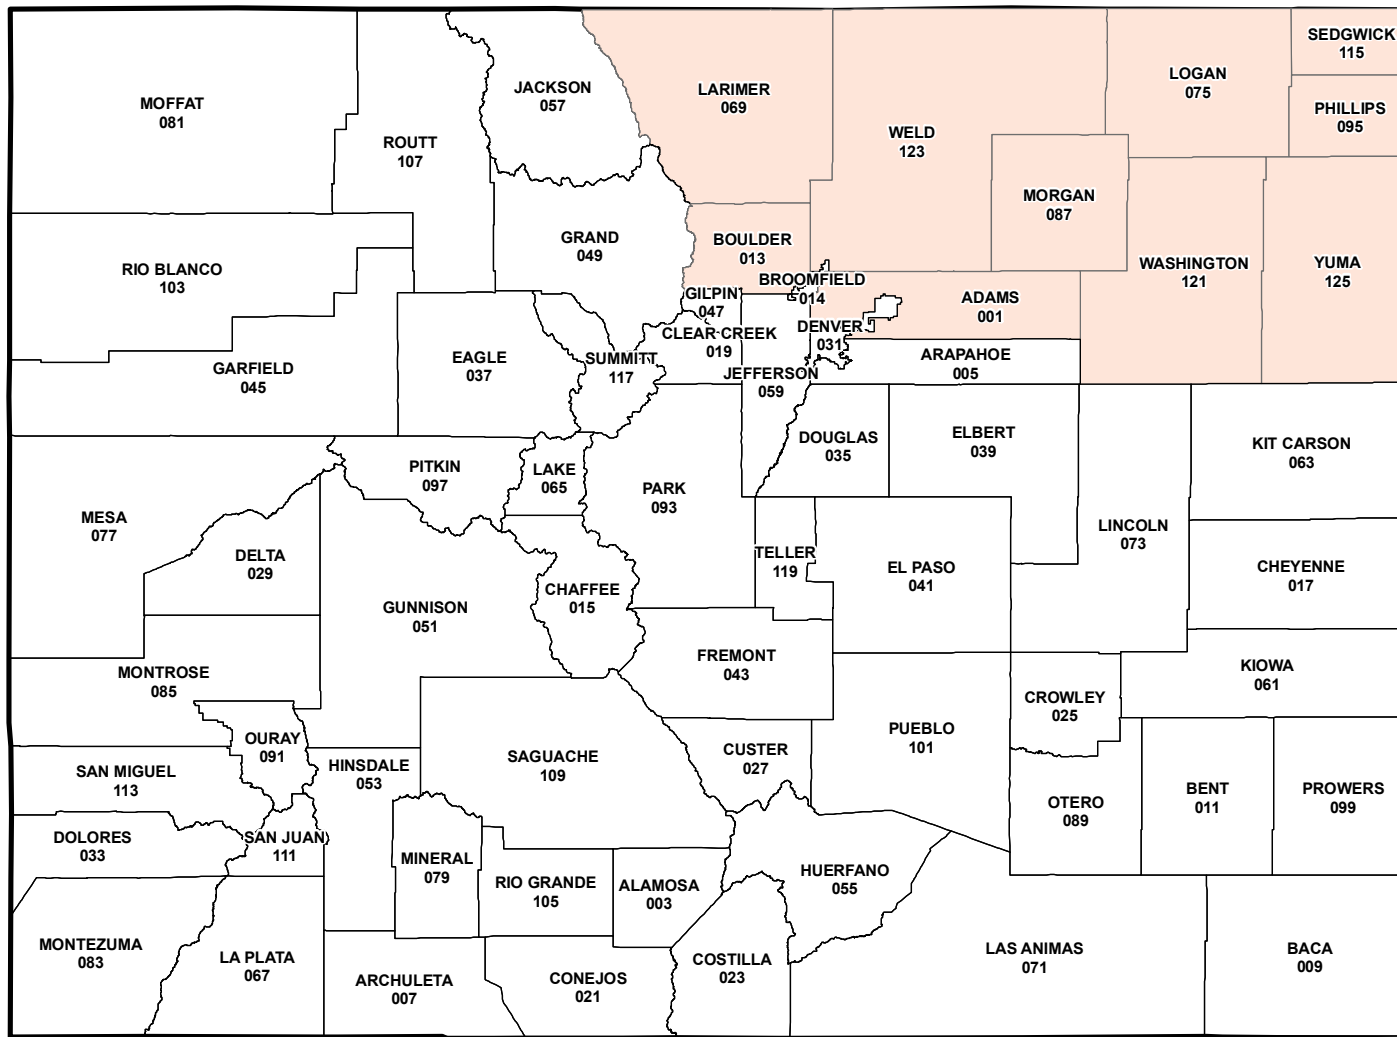 SEDGWICK
115
LOGAN
075
LARIMER
069
JACKSON
057
MOFFAT
081
PHILLIPS
095
WELD
123
ROUTT
107
MORGAN
087
GRAND
049
BOULDER
013
RIO BLANCO
103
WASHINGTON
121
YUMA
125
BROOMFIELD
014
GILPIN
047
ADAMS
001
DENVER
031
CLEAR CREEK
019
ARAPAHOE
005
EAGLE
037
SUMMITT
117
GARFIELD
045
JEFFERSON
059
DOUGLAS
035
ELBERT
039
KIT CARSON
063
PITKIN
097
LAKE
065
PARK
093
MESA
077
LINCOLN
073
DELTA
029
TELLER
119
EL PASO
041
CHEYENNE
017
CHAFFEE
015
GUNNISON
051
FREMONT
043
KIOWA
061
MONTROSE
085
CROWLEY
025
PUEBLO
101
OURAY
091
CUSTER
027
SAGUACHE
109
HINSDALE
053
SAN MIGUEL
113
BENT
011
PROWERS
099
OTERO
089
DOLORES
033
SAN JUAN
111
MINERAL
079
HUERFANO
055
RIO GRANDE
105
ALAMOSA
003
MONTEZUMA
083
LA PLATA
067
COSTILLA
023
LAS ANIMAS
071
BACA
009
ARCHULETA
007
CONEJOS
021